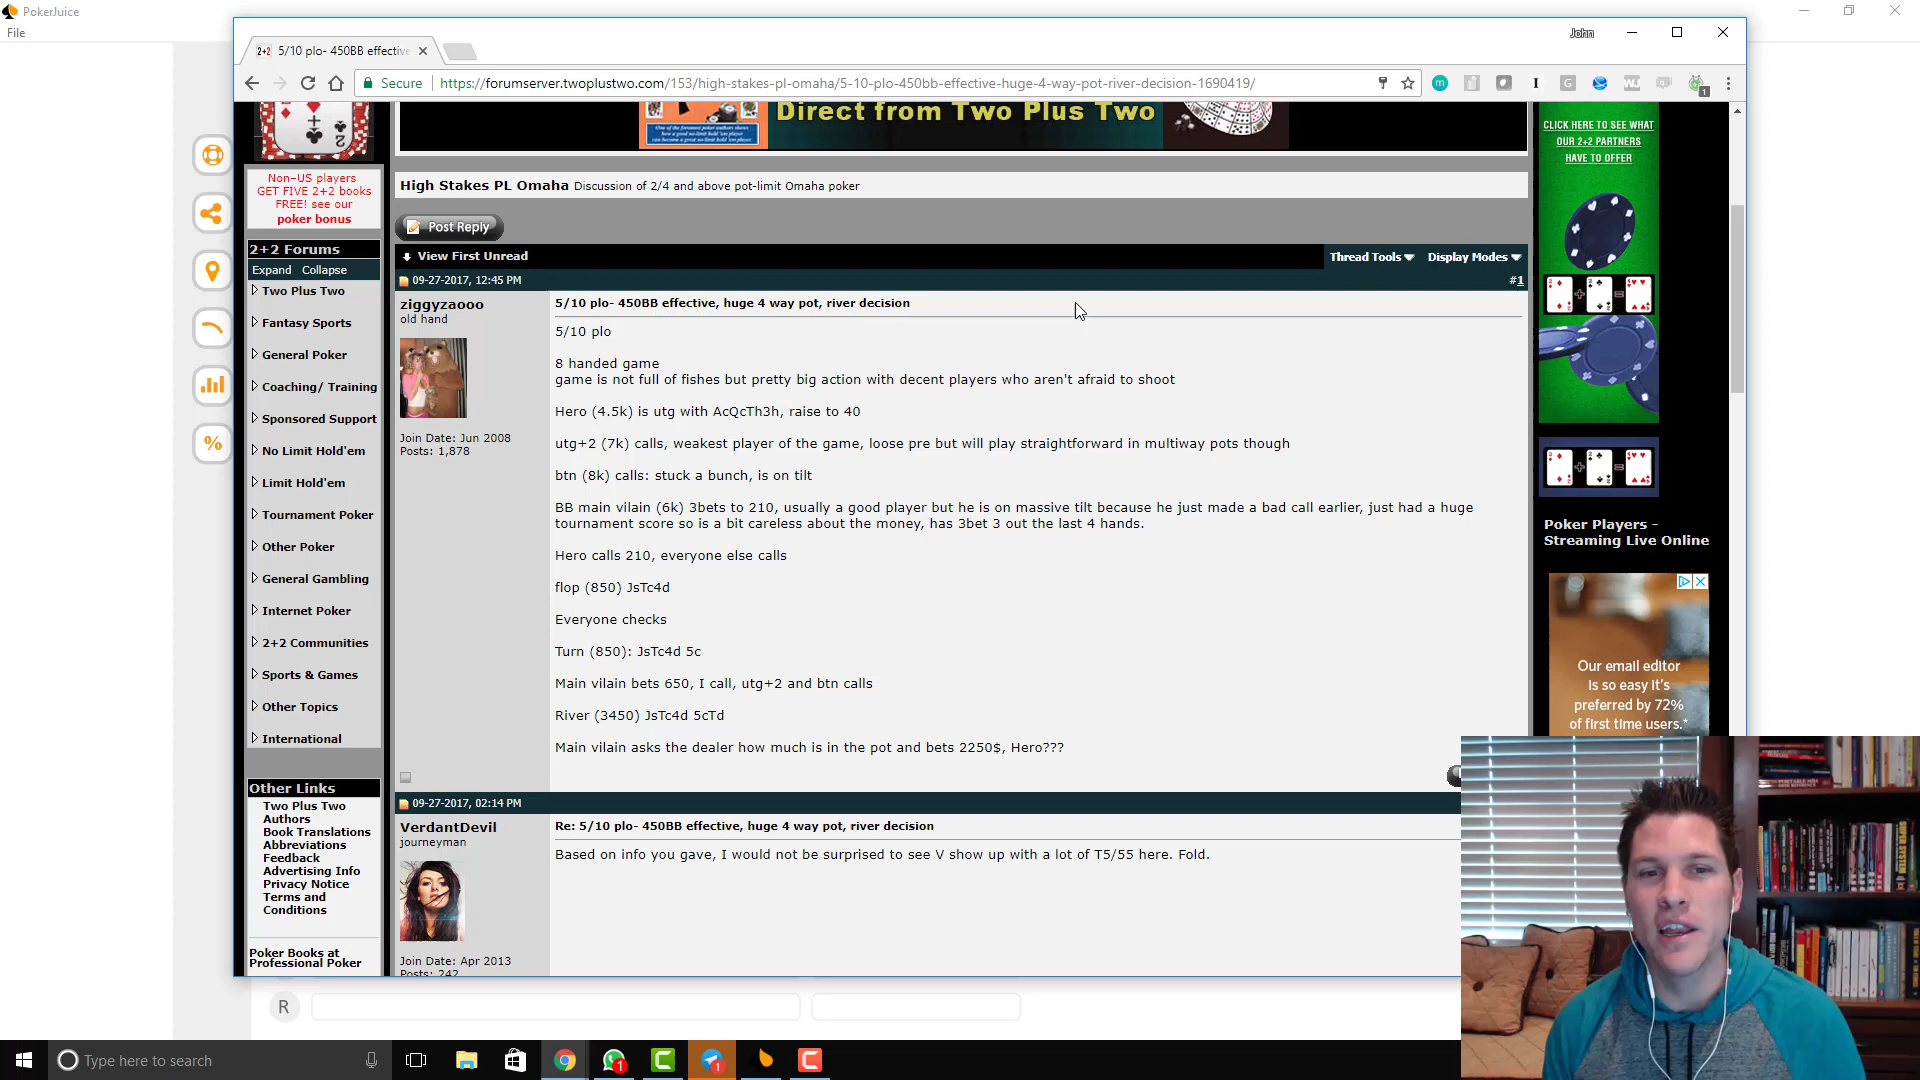 PokerJuice
File
John
2+2 5/10 plo- 450BB effective
Secure https://forumserver.twoplustwo.com/153/high-stakes-pl-omaha/5-10-plo-450bb-effective-huge-4-way-pot-river-decision-1690419/
Direct from Two Plus Two
Non-US players
GET FIVE 2+2 books
FREE! see our
poker bonus
2+2 Forums
Expand Collapse
Two Plus Two
Fantasy Sports
General Poker
Coaching/ Training
Sponsored Support
No Limit Hold'em
Limit Hold'em
Tournament Poker
Other Poker
General Gambling
Internet Poker
2+2 Communities
Sports & Games
Other Topics
International
Other Links
Two Plus Two
Authors
Book Translations
Abbreviations
Feedback
Advertising Info
Privacy Notice
Terms and
Conditions
Poker Books at
Professional Poker
High Stakes PL Omaha Discussion of 2/4 and above pot-limit Omaha poker
Post Reply
View First Unread
Thread Tools Display Modes
09-27-2017, 12:45 PM
#1
ziggyzaooo
old hand
Join Date: Jun 2008
Posts: 1,878
5/10 plo- 450BB effective, huge 4 way pot, river decision
5/10 plo
8 handed game
game is not full of fishes but pretty big action with decent players who aren't afraid to shoot
Hero (4.5k) is utg with AcQcTh3h, raise to 40
utg+2 (7k) calls, weakest player of the game, loose pre but will play straightforward in multiway pots though
btn (8k) calls: stuck a bunch, is on tilt
BB main vilain (6k) 3bets to 210, usually a good player but he is on massive tilt because he just made a bad call earlier, just had a huge
tournament score so is a bit careless about the money, has 3bet 3 out the last 4 hands.
Hero calls 210, everyone else calls
flop (850) JsTc4d
Everyone checks
Turn (850): JsTc4d 5c
Main vilain bets 650, I call, utg+2 and btn calls
River (3450) JsTc4d 5cTd
Main vilain asks the dealer how much is in the pot and bets 2250$, Hero???
09-27-2017, 02:14 PM
VerdantDevil
journeyman
Join Date: Apr 2013
Posts: 242
Re: 5/10 plo- 450BB effective, huge 4 way pot, river decision
Based on info you gave, I would not be surprised to see V show up with a lot of T5/55 here. Fold.
CLICK HERE TO SEE WHAT
OUR 2+2 PARTNERS
HAVE TO OFFER
Poker Players -
Streaming Live Online
Our email editor
is so easy it's
preferred by 72%
of first time users.*
R
Type here to search